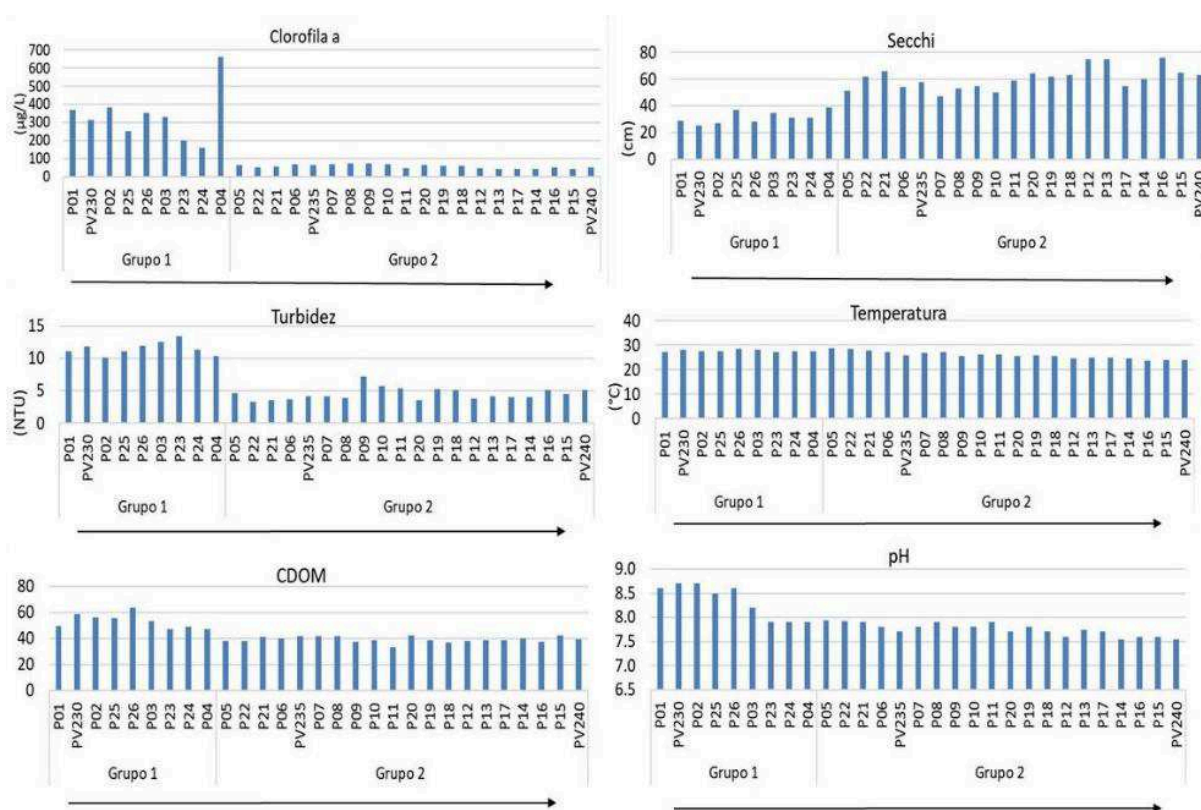 Clorofila a
(µg/L)
700
600
500
400
300
200
100
0
P01 PV230 P02 P25 P26 P03 P23 P24 P04 P05 P22 P21 P06 PV235 P07 P08 P09 P10 P11 P20 P19 P18 P12 P13 P17 P14 P16 P15 PV240
Grupo 1 Grupo 2
Secchi
(cm)
80
60
40
20
0
P01 PV230 P02 P25 P26 P03 P23 P24 P04 P05 P22 P21 P06 PV235 P07 P08 P09 P10 P11 P20 P19 P18 P12 P13 P17 P14 P16 P15 PV240
Grupo 1 Grupo 2
Turbidez
(NTU)
15
10
5
0
P01 PV230 P02 P25 P26 P03 P23 P24 P04 P05 P22 P21 P06 PV235 P07 P08 P09 P10 P11 P20 P19 P18 P12 P13 P17 P14 P16 P15 PV240
Grupo 1 Grupo 2
Temperatura
(°C)
40
30
20
10
0
P01 PV230 P02 P25 P26 P03 P23 P24 P04 P05 P22 P21 P06 PV235 P07 P08 P09 P10 P11 P20 P19 P18 P12 P13 P17 P14 P16 P15 PV240
Grupo 1 Grupo 2
CDOM
80
60
40
20
0
P01 PV230 P02 P25 P26 P03 P23 P24 P04 P05 P22 P21 P06 PV235 P07 P08 P09 P10 P11 P20 P19 P18 P12 P13 P17 P14 P16 P15 PV240
Grupo 1 Grupo 2
pH
9.0
8.5
8.0
7.5
7.0
6.5
P01 PV230 P02 P25 P26 P03 P23 P24 P04 P05 P22 P21 P06 PV235 P07 P08 P09 P10 P11 P20 P19 P18 P12 P13 P17 P14 P16 P15 PV240
Grupo 1 Grupo 2